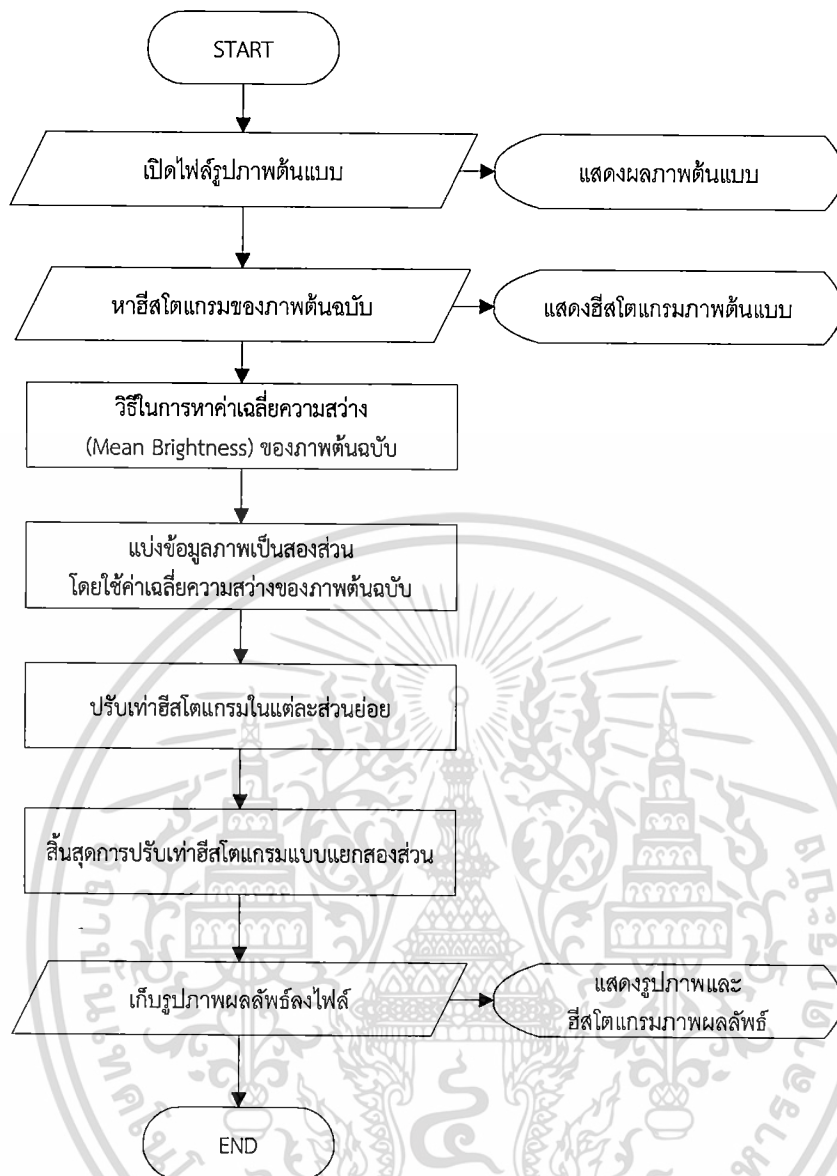 START
เปิดไฟล์รูปภาพต้นแบบ
แสดงผลภาพต้นแบบ
หาฮีสโตแกรมของภาพต้นฉบับ
แสดงฮีสโตแกรมภาพต้นแบบ
วิธีในการหาค่าเฉลี่ยความสว่าง
(Mean Brightness) ของภาพต้นฉบับ
แบ่งข้อมูลภาพเป็นสองส่วน
โดยใช้ค่าเฉลี่ยความสว่างของภาพต้นฉบับ
ปรับเท่าฮีสโตแกรมในแต่ละส่วนย่อย
สิ้นสุดการปรับเท่าฮีสโตแกรมแบบแยกสองส่วน
เก็บรูปภาพผลลัพธ์ลงไฟล์
แสดงรูปภาพและ
ฮีสโตแกรมภาพผลลัพธ์
END